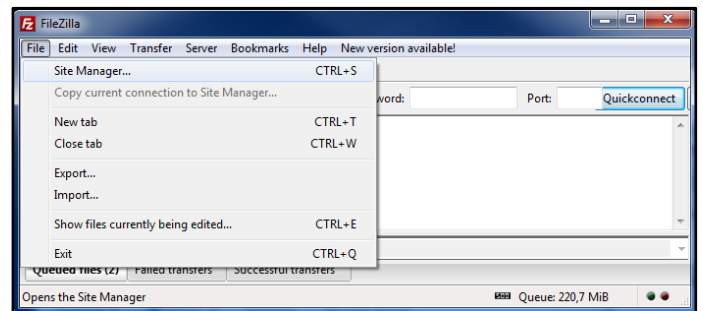 FileZilla
File Edit View Transfer Server Bookmarks Help New version available!
Site Manager... CTRL+S
Copy current connection to Site Manager...
word: Port: Quickconnect
New tab CTRL+T
Close tab CTRL+W
Export...
Import...
Show files currently being edited... CTRL+E
Exit CTRL+Q
Queued files (2) Failed transfers Successful transfers
Opens the Site Manager Queue: 220,7 MiB